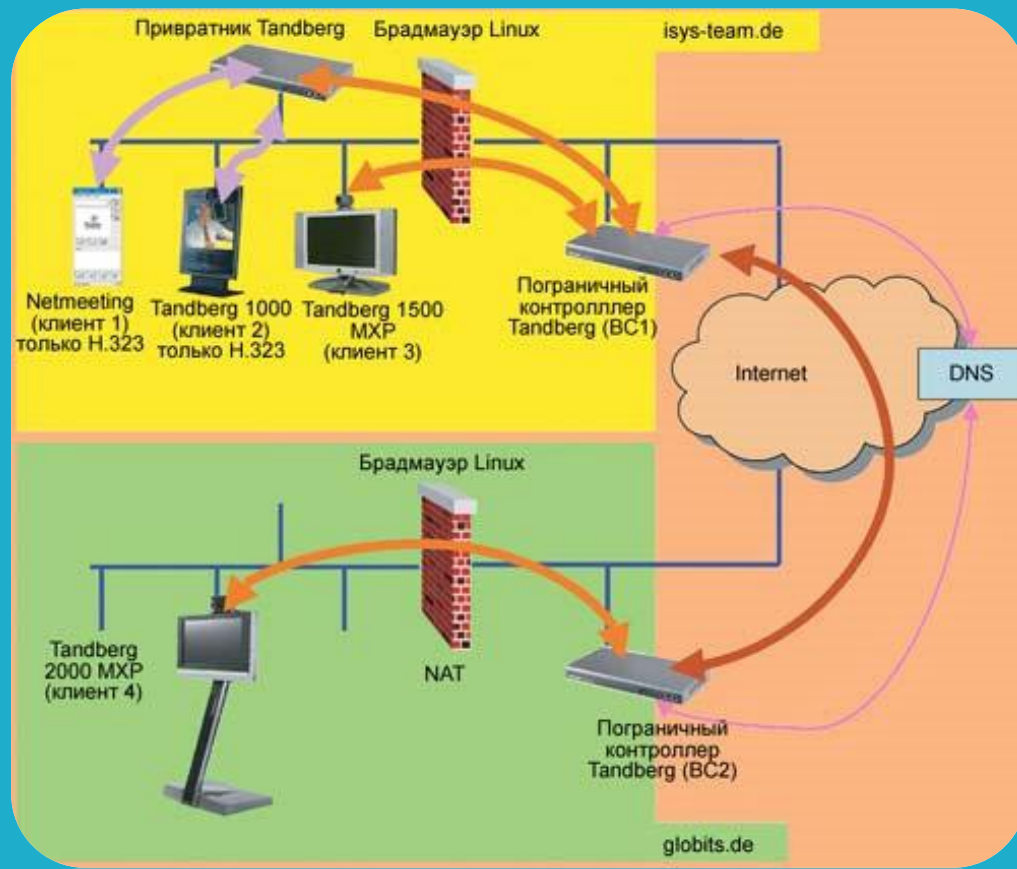 Привратник Tandberg
Брадмауэр Linux
isys-team.de
Netmeeting
(клиент 1)
только H.323
Tandberg 1000
(клиент 2)
только H.323
Tandberg 1500
MXP
(клиент 3)
Пограничный
контролллер
Tandberg (BC1)
Internet
DNS
Брадмауэр Linux
Tandberg
2000 MXP
(клиент 4)
NAT
Пограничный
контроллер
Tandberg (BC2)
globits.de